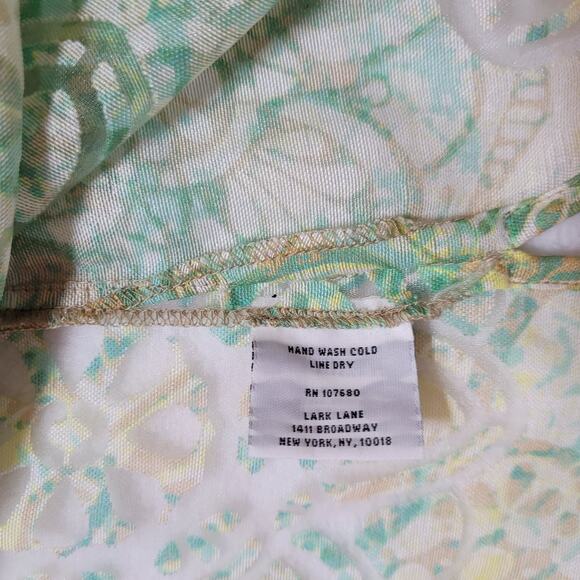 HAND WASH COLD
LINE DRY
RN 107680
LARK LANE
1411 BROADWAY
NEW YORK, NY, 10018